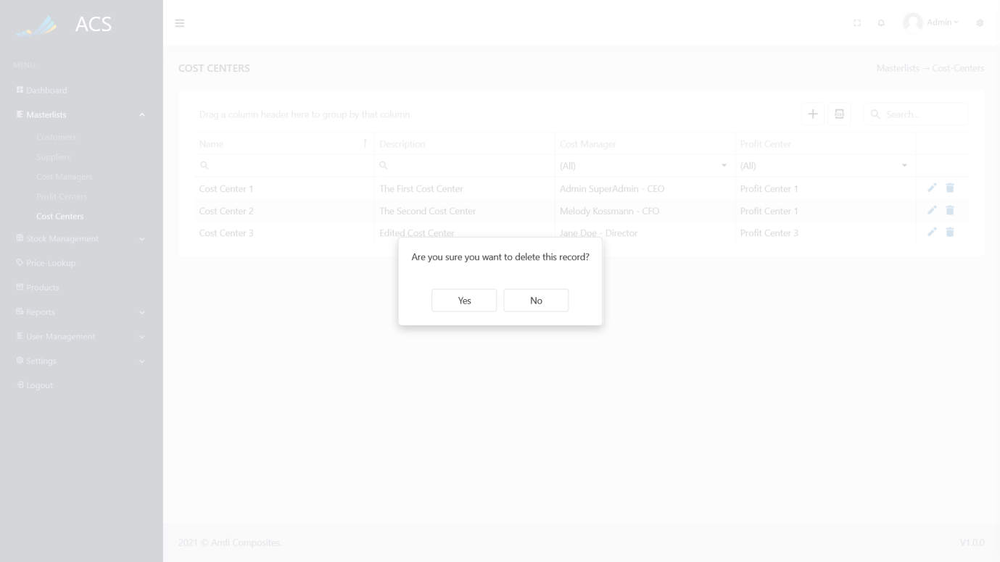 ACS
Admin
MENU
Dashboard
Masterlists
Customers
Suppliers
Cost Managers
Profit Centers
Cost Centers
Stock Management
Price-Lookup
Products
Reports
User Management
Settings
Logout
COST CENTERS
Masterlists → Cost-Centers
Drag a column header here to group by that column
Search...
Name Description Cost Manager Profit Center
(All) (All)
Cost Center 1 The First Cost Center Admin SuperAdmin - CEO Profit Center 1
Cost Center 2 The Second Cost Center Melody Kossmann - CFO Profit Center 1
Cost Center 3 Edited Cost Center Jane Doe - Director Profit Center 3
Are you sure you want to delete this record?
Yes No
2021 © Amfi Composites. V1.0.0